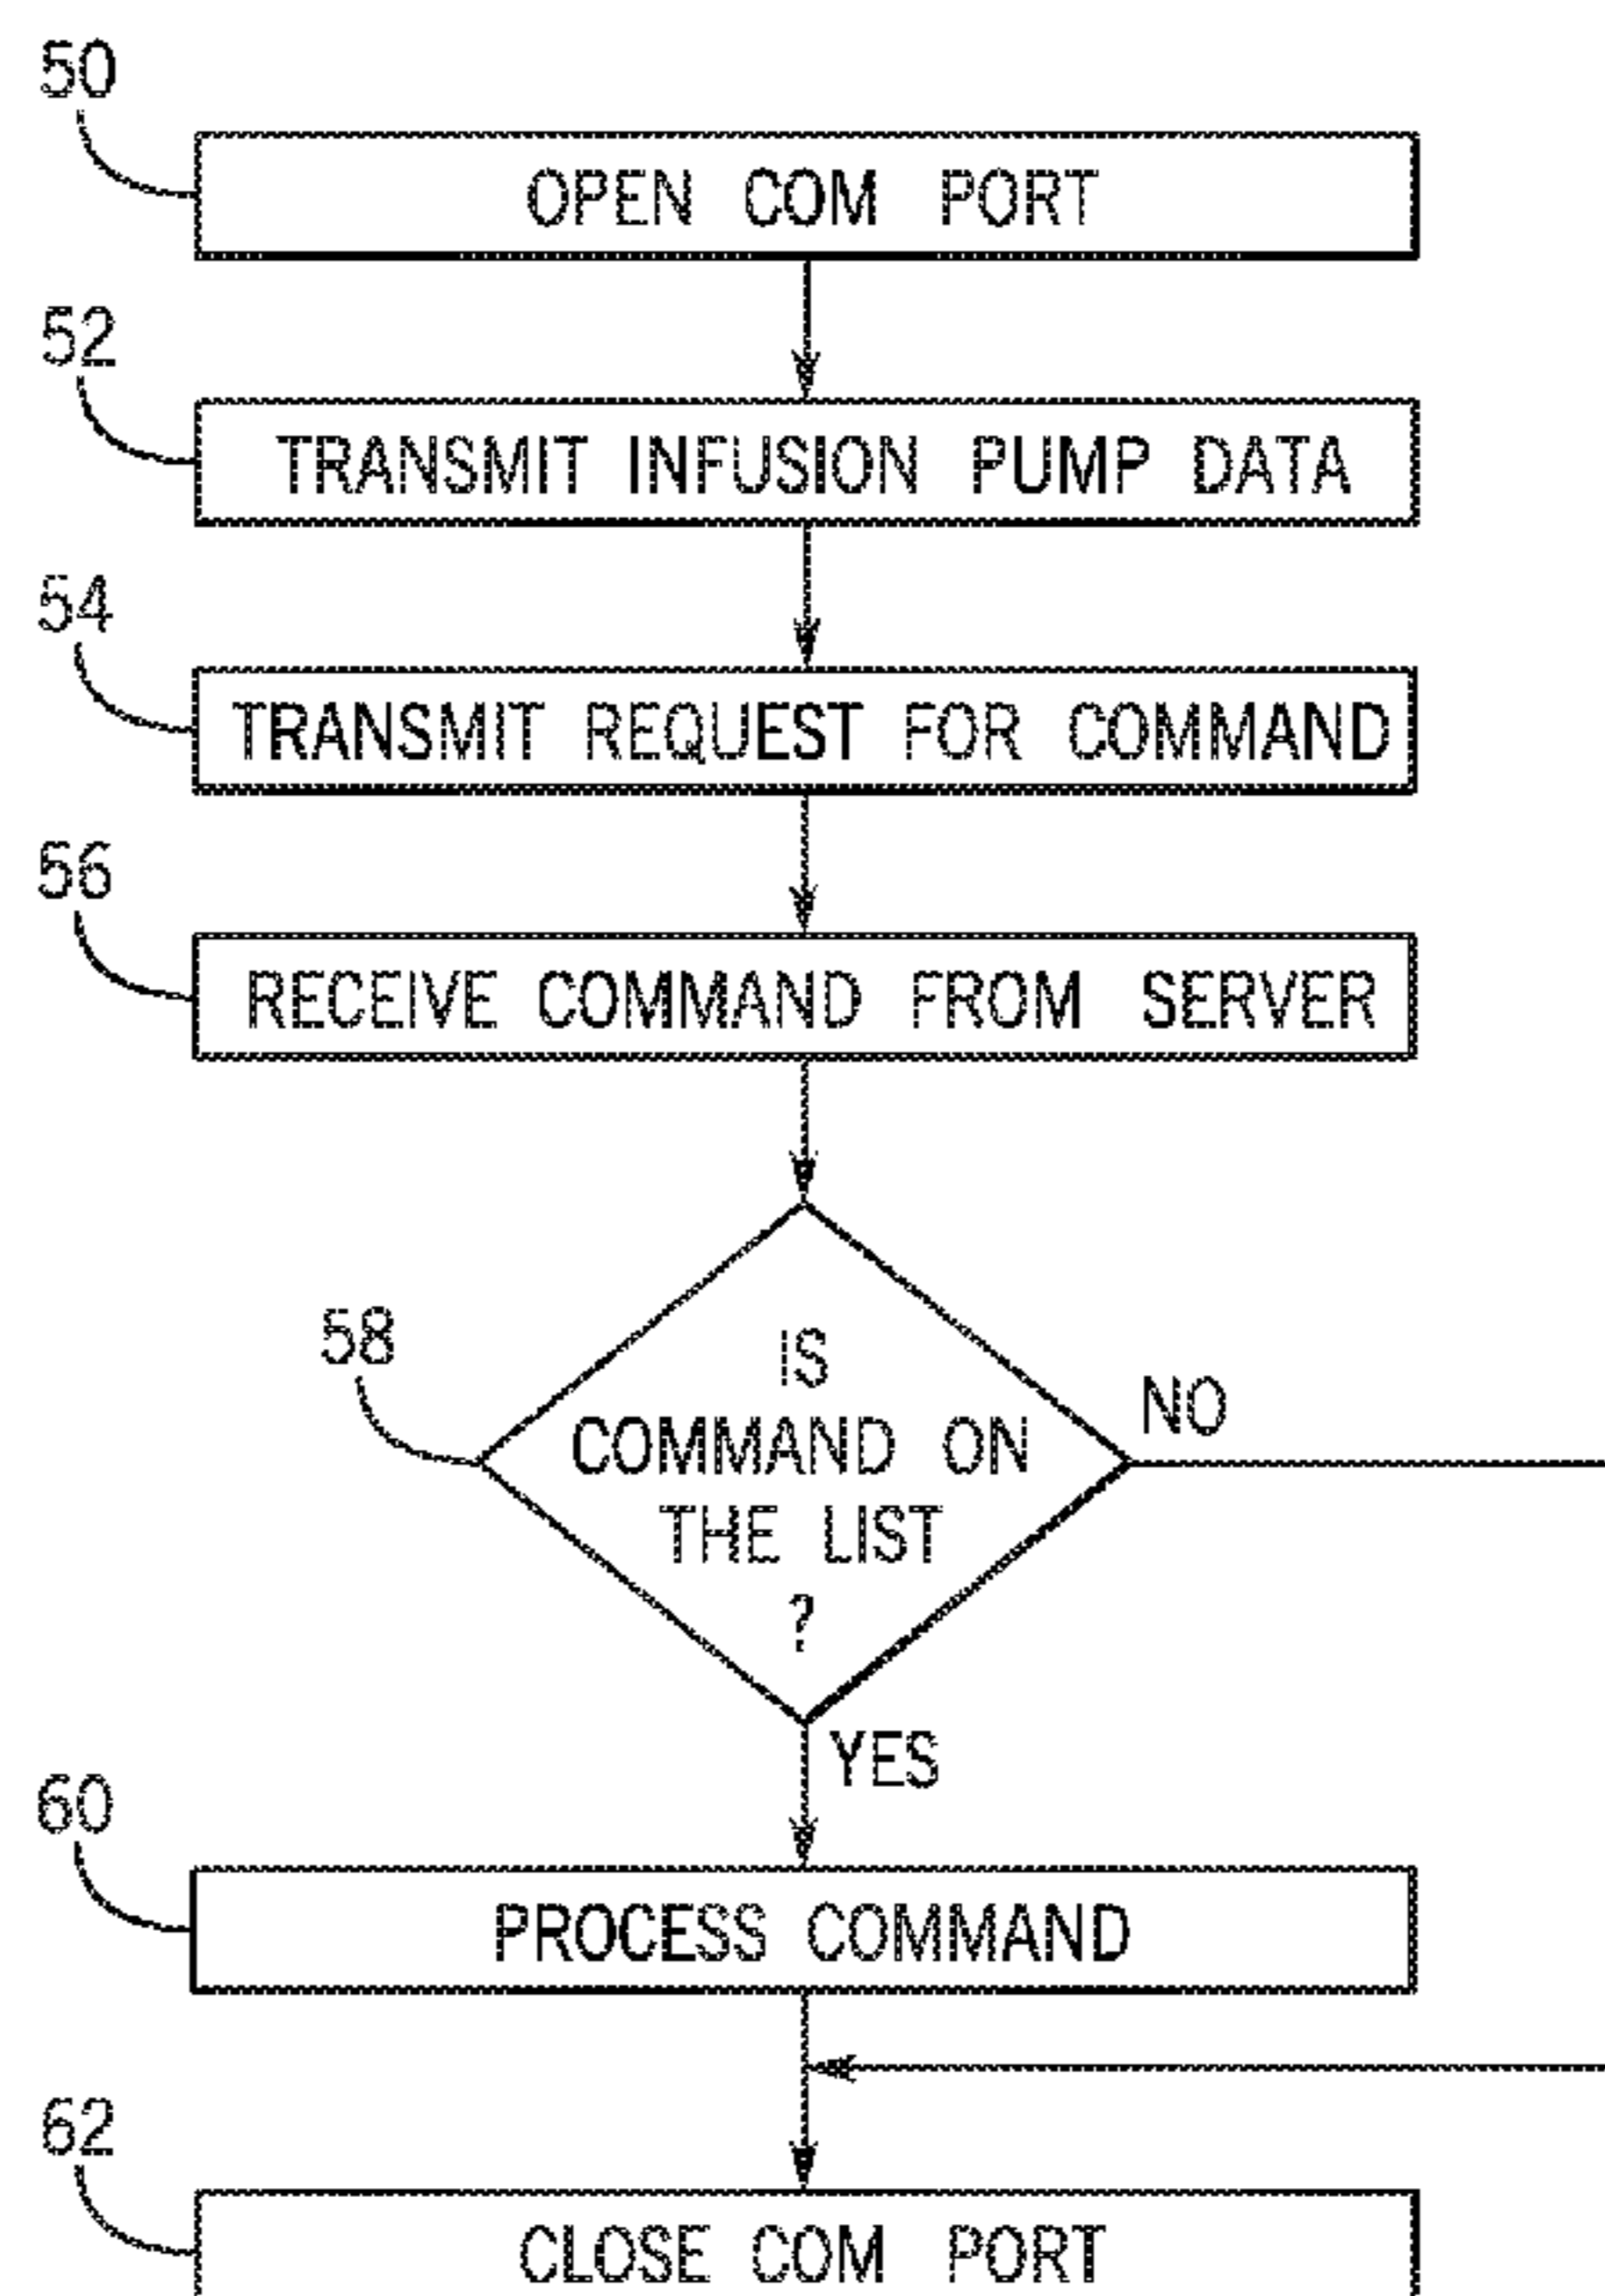 50
OPEN COM PORT
52
TRANSMIT INFUSION PUMP DATA
54
TRANSMIT REQUEST FOR COMMAND
56
RECEIVE COMMAND FROM SERVER
58
IS
COMMAND ON
THE LIST
?
NO
YES
60
PROCESS COMMAND
62
CLOSE COM PORT